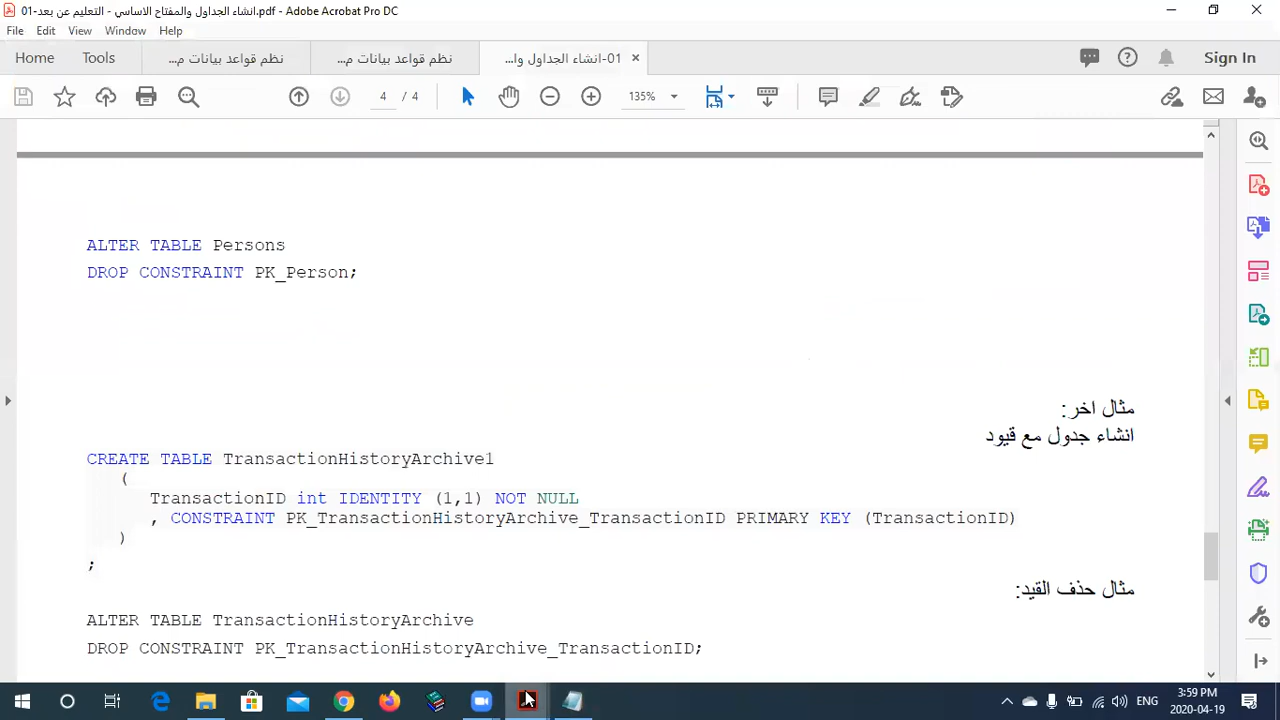 01-انشاء الجداول والمفتاح الاساسي - التعليم عن بعد.pdf - Adobe Acrobat Pro DC
File Edit View Window Help
Home Tools نظم قواعد بيانات م... نظم قواعد بيانات م... 01-انشاء الجداول وا... Sign In
4 / 4 135%
ALTER TABLE Persons
DROP CONSTRAINT PK_Person;
مثال اخر:
انشاء جدول مع قيود
CREATE TABLE TransactionHistoryArchive1
(
TransactionID int IDENTITY (1,1) NOT NULL
, CONSTRAINT PK_TransactionHistoryArchive_TransactionID PRIMARY KEY (TransactionID)
)
;
مثال حذف القيد:
ALTER TABLE TransactionHistoryArchive
DROP CONSTRAINT PK_TransactionHistoryArchive_TransactionID;
ENG 3:59 PM
2020-04-19